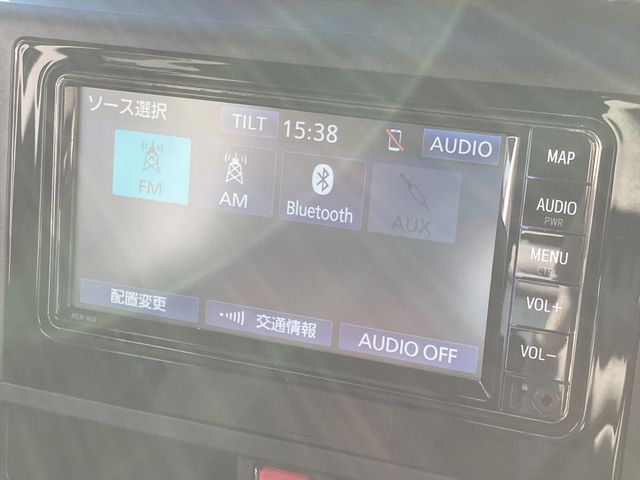 ソース選択 TILT 15:38 AUDIO
FM AM Bluetooth AUX
配置変更 交通情報 AUDIO OFF
MAP
AUDIO
PWR
MENU
CTRL
VOL+
VOL−